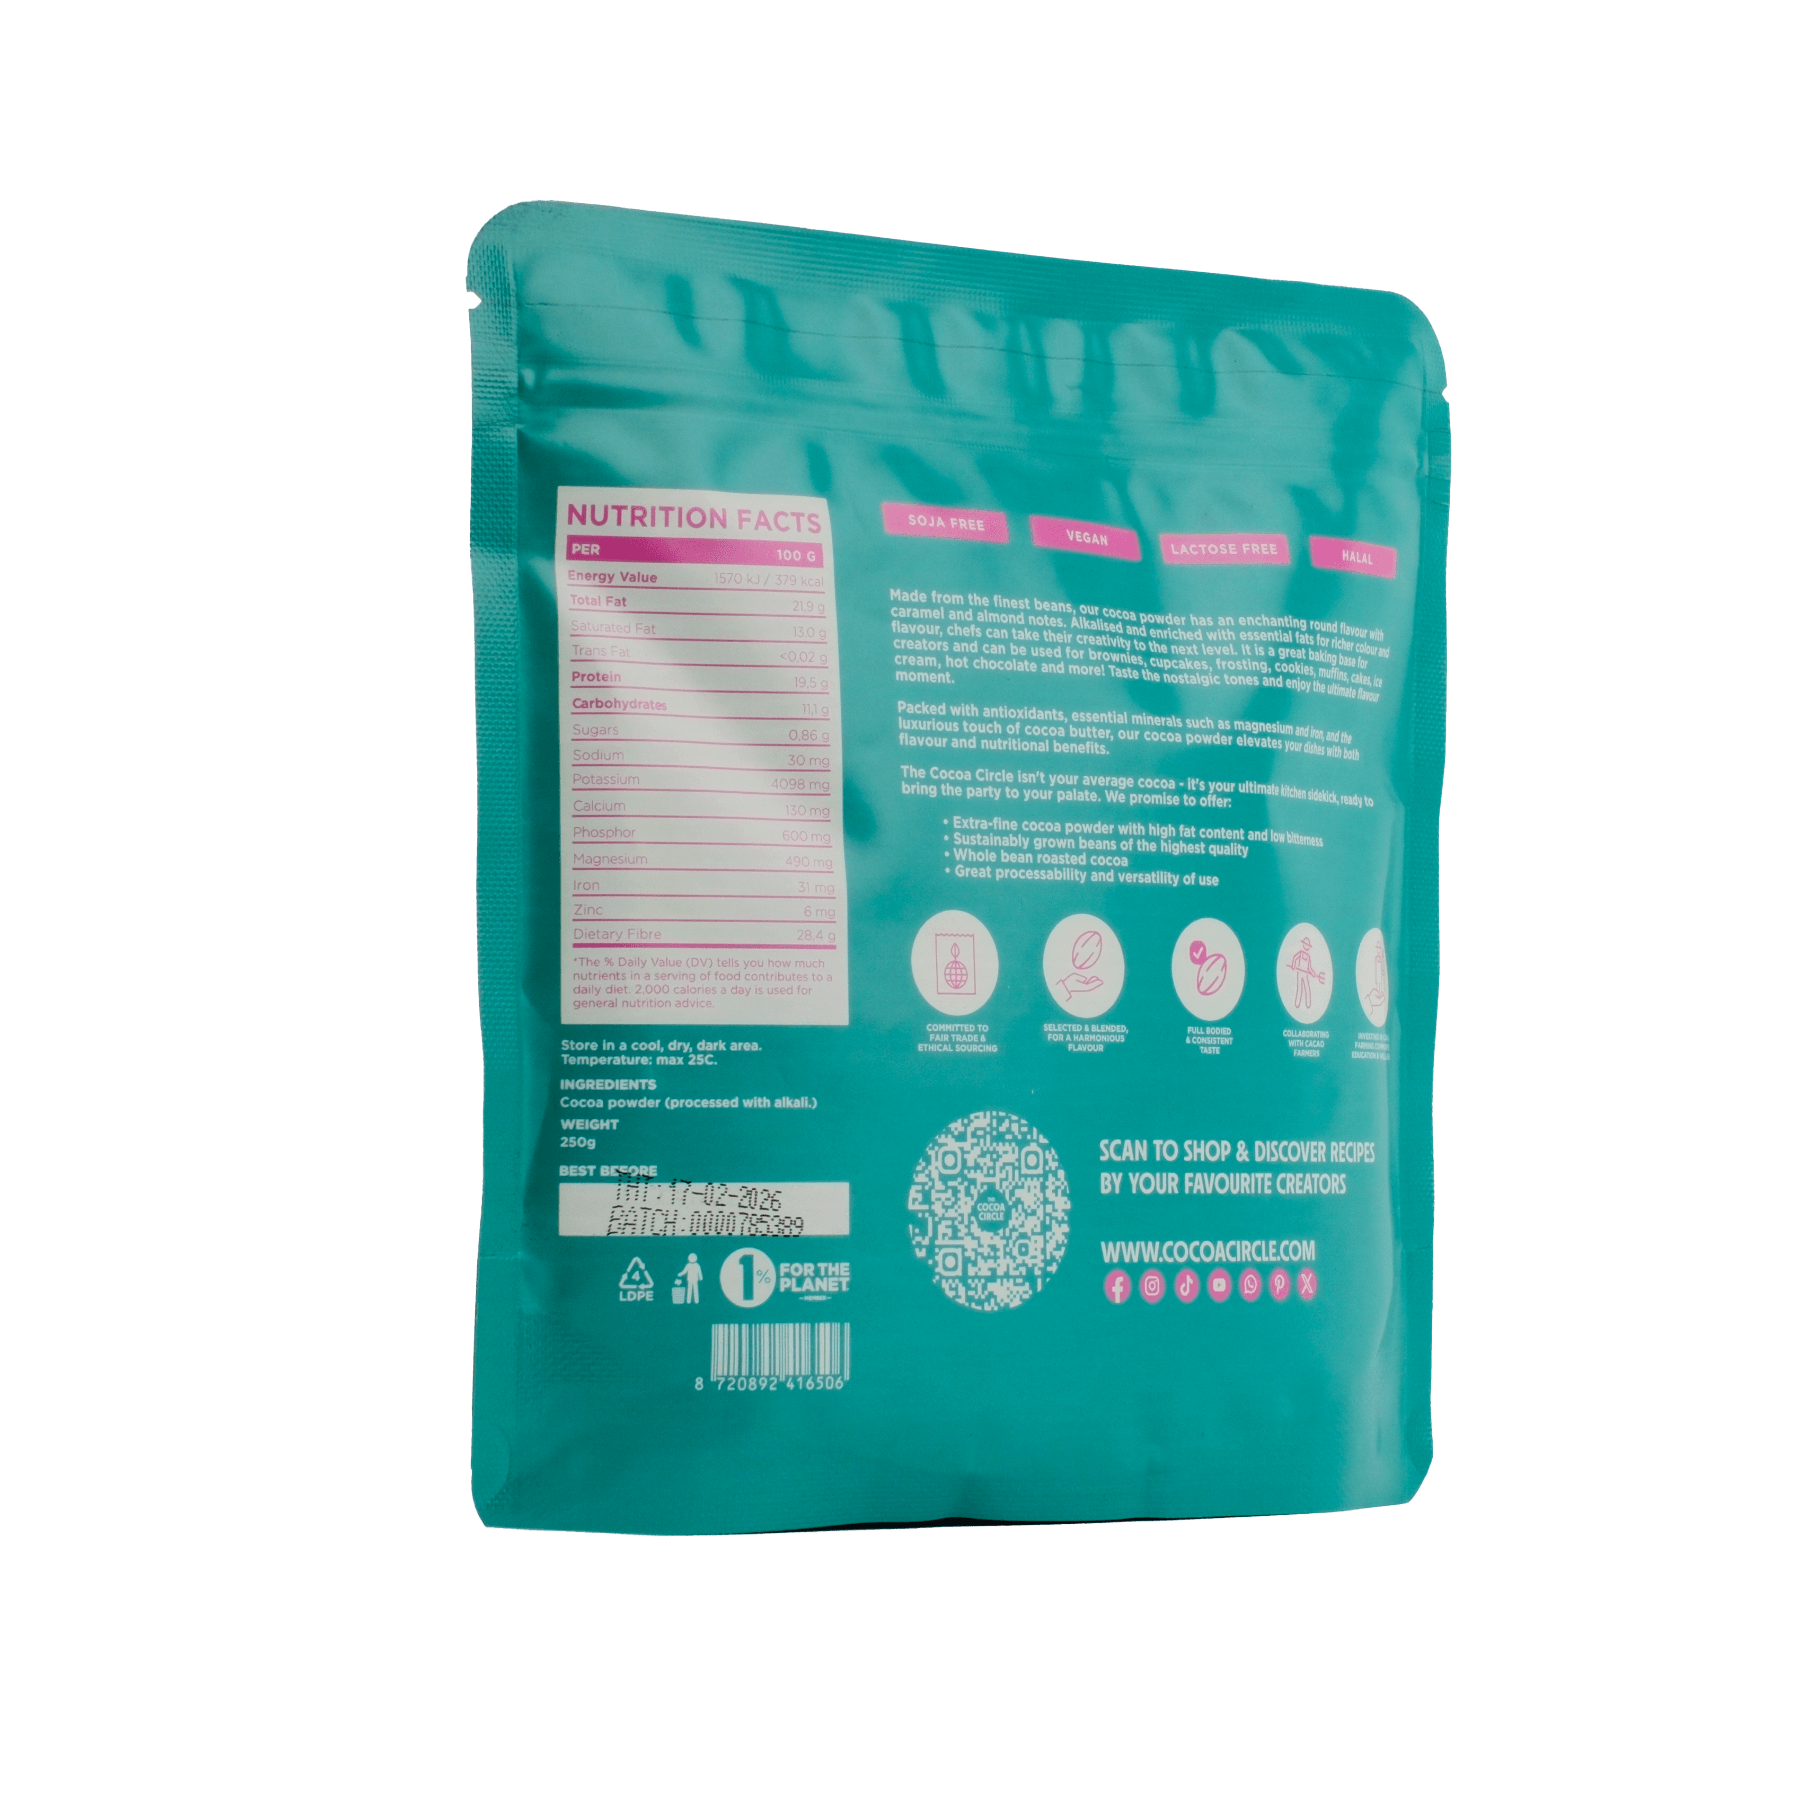 NUTRITION FACTS
PER 100 G
Energy Value 1570 kJ / 379 kcal
Total Fat 21,9 g
Saturated Fat 13,0 g
Trans Fat <0,02 g
Protein 19,5 g
Carbohydrates 11,1 g
Sugars 0,86 g
Sodium 30 mg
Potassium 4098 mg
Calcium 130 mg
Phosphor 600 mg
Magnesium 490 mg
Iron 31 mg
Zinc 6 mg
Dietary Fibre 28,4 g
*The % Daily Value (DV) tells you how much
nutrients in a serving of food contributes to a
daily diet. 2,000 calories a day is used for
general nutrition advice.
Store in a cool, dry, dark area.
Temperature: max 25C.
INGREDIENTS
Cocoa powder (processed with alkali.)
WEIGHT
250g
BEST BEFORE
THT:17-02-2026
BATCH:0000785389
4
LDPE
1%
FOR THE
PLANET
MEMBER
8 720892 416506
SOJA FREE
VEGAN
LACTOSE FREE
HALAL
Made from the finest beans, our cocoa powder has an enchanting round flavour with
caramel and almond notes. Alkalised and enriched with essential fats for richer colour and
flavour, chefs can take their creativity to the next level. It is a great baking base for
creators and can be used for brownies, cupcakes, frosting, cookies, muffins, cakes, ice
cream, hot chocolate and more! Taste the nostalgic tones and enjoy the ultimate flavour
moment.
Packed with antioxidants, essential minerals such as magnesium and iron, and the
luxurious touch of cocoa butter, our cocoa powder elevates your dishes with both
flavour and nutritional benefits.
The Cocoa Circle isn't your average cocoa - it's your ultimate kitchen sidekick, ready to
bring the party to your palate. We promise to offer:
• Extra-fine cocoa powder with high fat content and low bitterness
• Sustainably grown beans of the highest quality
• Whole bean roasted cocoa
• Great processability and versatility of use
COMMITTED TO
FAIR TRADE &
ETHICAL SOURCING
SELECTED & BLENDED,
FOR A HARMONIOUS
FLAVOUR
FULL BODIED
& CONSISTENT
TASTE
COLLABORATING
WITH CACAO
FARMERS
FARMING
EDUCATION &
THE
COCOA
CIRCLE
SCAN TO SHOP & DISCOVER RECIPES
BY YOUR FAVOURITE CREATORS
WWW.COCOACIRCLE.COM